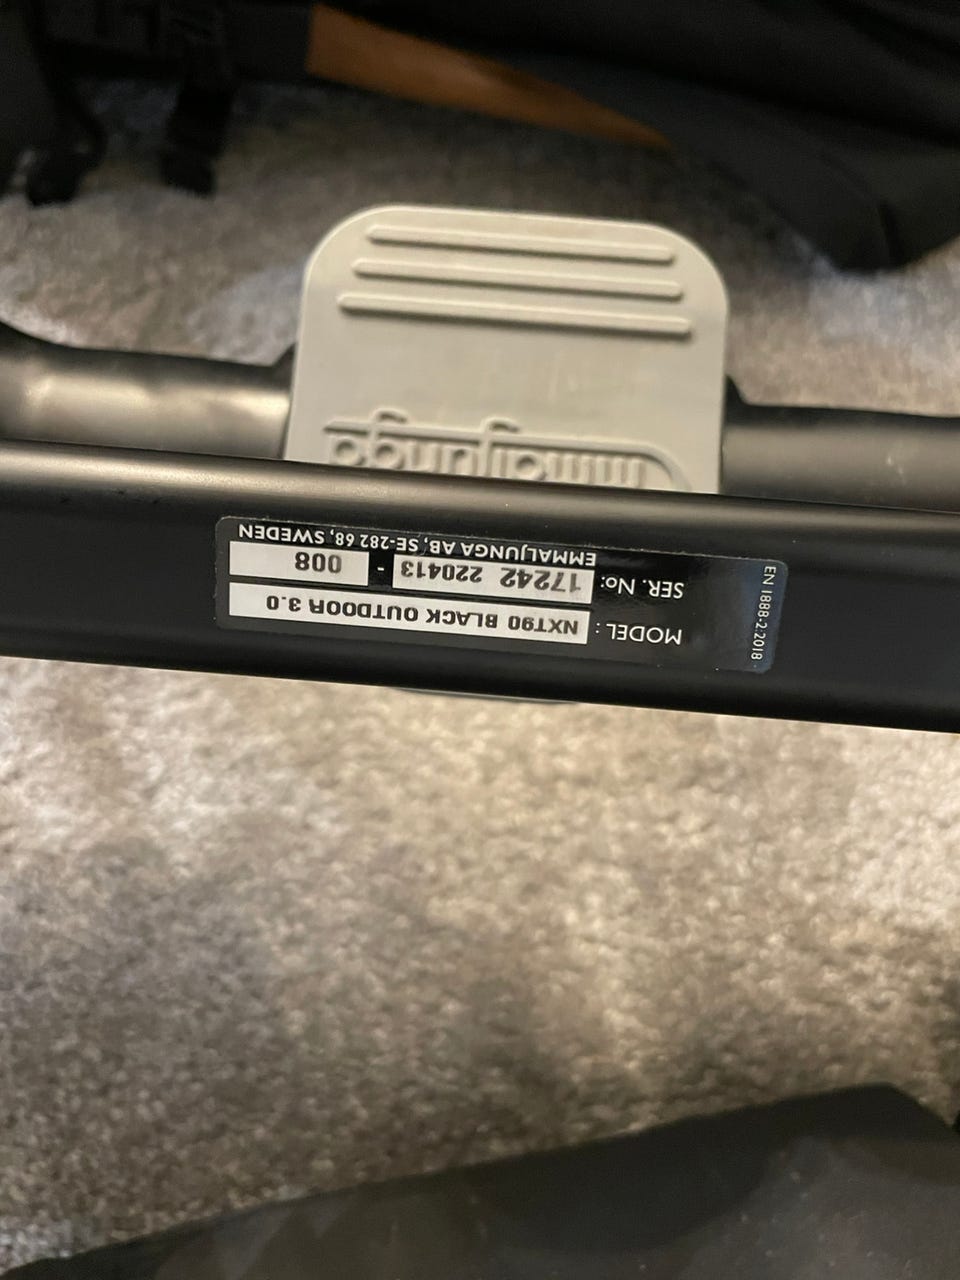 EN 1888-2:2018
MODEL: NXT90 BLACK OUTDOOR 3.0
SER. No: 17242 220413 - 008
EMMALJUNGA AB, SE-282 68, SWEDEN